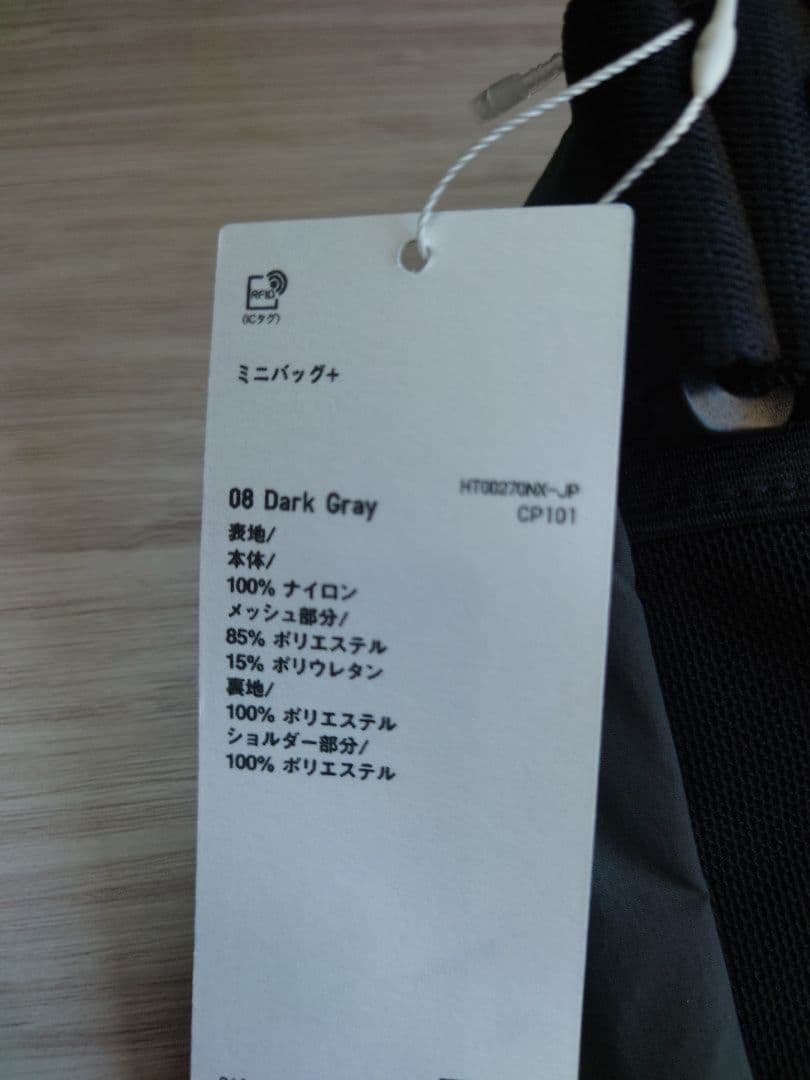 RFID
(ICタグ)
ミニバッグ+
08 Dark Gray
HT00270NX-JP
CP101
表地/
本体/
100% ナイロン
メッシュ部分/
85% ポリエステル
15% ポリウレタン
裏地/
100% ポリエステル
ショルダー部分/
100% ポリエステル